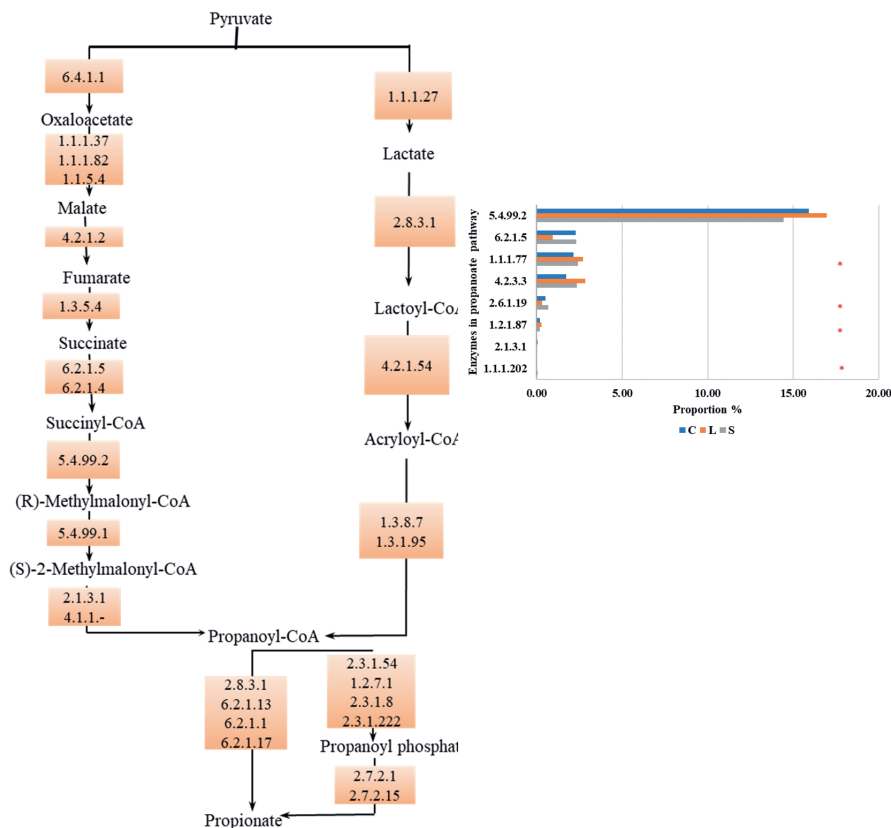 Pyruvate
6.4.1.1
Oxaloacetate
1.1.1.37
1.1.1.82
1.1.5.4
Malate
4.2.1.2
Fumarate
1.3.5.4
Succinate
6.2.1.5
6.2.1.4
Succinyl-CoA
5.4.99.2
(R)-Methylmalonyl-CoA
5.4.99.1
(S)-2-Methylmalonyl-CoA
2.1.3.1
4.1.1.-
1.1.1.27
Lactate
2.8.3.1
Lactoyl-CoA
4.2.1.54
Acryloyl-CoA
1.3.8.7
1.3.1.95
Propanoyl-CoA
2.8.3.1
6.2.1.13
6.2.1.1
6.2.1.17
2.3.1.54
1.2.7.1
2.3.1.8
2.3.1.222
Propanoyl phosphat
2.7.2.1
2.7.2.15
Propionate
Enzymes in propanoate pathway
5.4.99.2
6.2.1.5
1.1.1.77
*
4.2.3.3
2.6.1.19
*
1.2.1.87
*
2.1.3.1
1.1.1.202
*
0.00 5.00 10.00 15.00 20.00
Proportion %
C L S